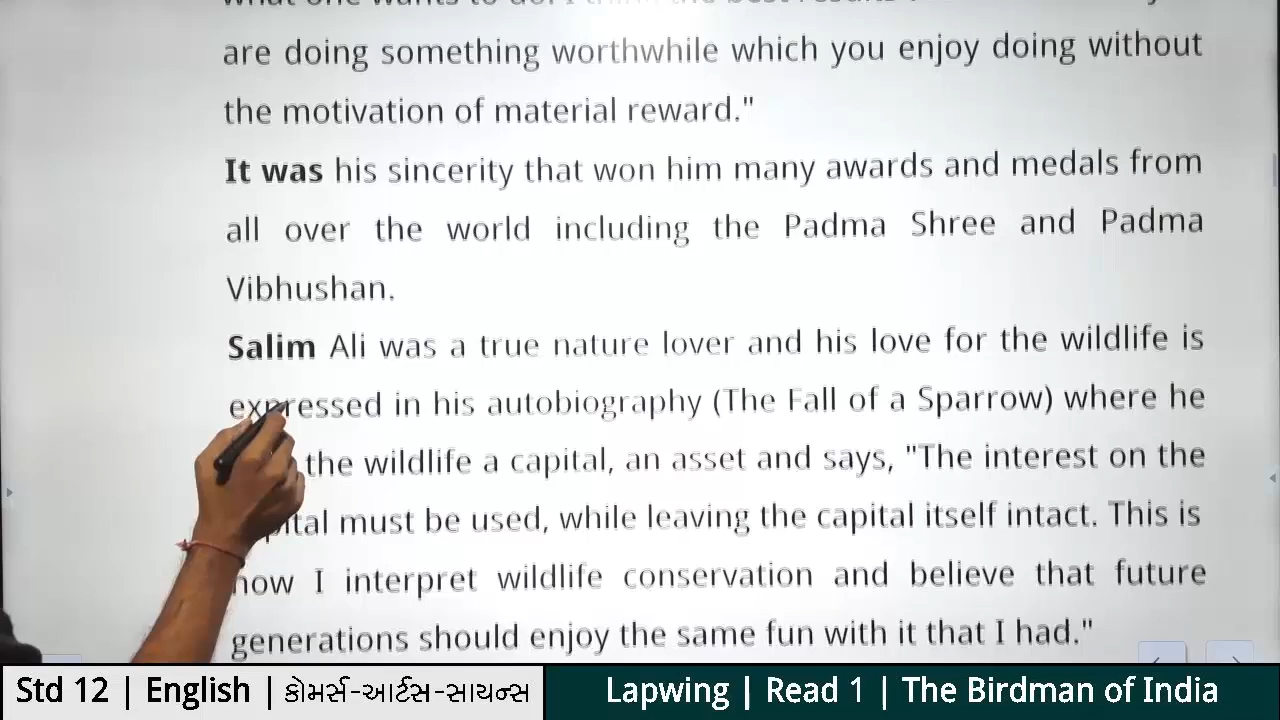 are doing something worthwhile which you enjoy doing without
the motivation of material reward."
It was his sincerity that won him many awards and medals from
all over the world including the Padma Shree and Padma
Vibhushan.
Salim Ali was a true nature lover and his love for the wildlife is
expressed in his autobiography (The Fall of a Sparrow) where he
the wildlife a capital, an asset and says, "The interest on the
must be used, while leaving the capital itself intact. This is
how I interpret wildlife conservation and believe that future
generations should enjoy the same fun with it that I had."
Std 12 | English | કોમર્સ-આર્ટસ-સાયન્સ
Lapwing | Read 1 | The Birdman of India